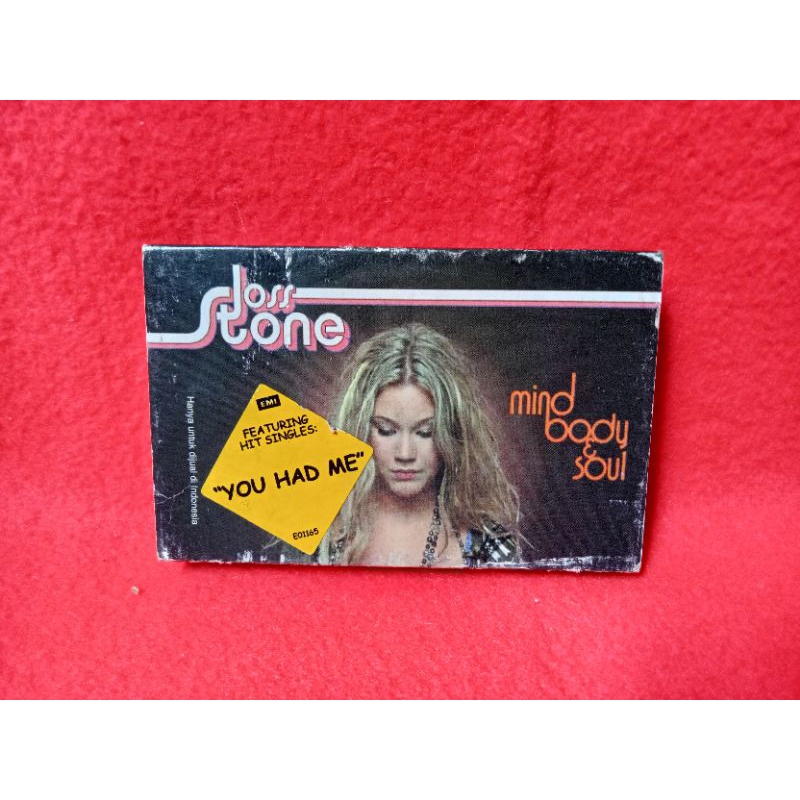 Joss
Stone
mind
body
&
soul
EMI
FEATURING
HIT SINGLES:
"YOU HAD ME"
E01165
Hanya untuk dijual di Indonesia